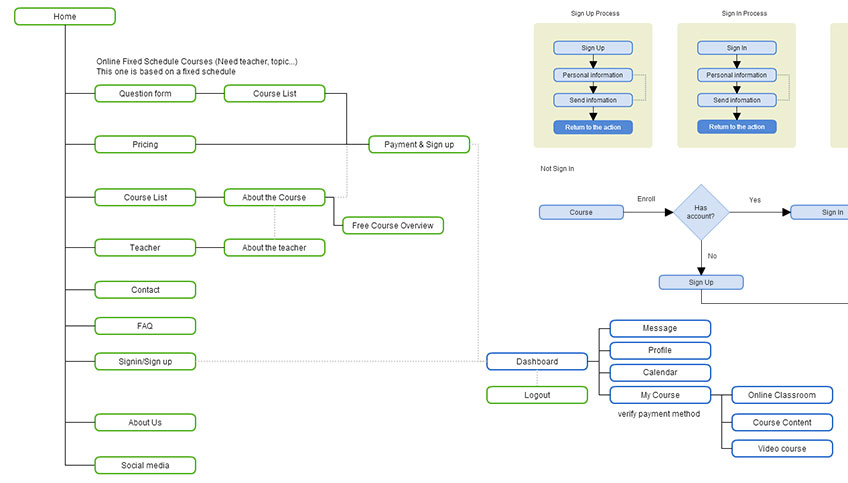 Home
Online Fixed Schedule Courses (Need teacher, topic...)
This one is based on a fixed schedule
Question form
Course List
Pricing
Payment & Sign up
Course List
About the Course
Free Course Overview
Teacher
About the teacher
Contact
FAQ
Signin/Sign up
About Us
Social media
Dashboard
Logout
Message
Profile
Calendar
My Course
verify payment method
Online Classroom
Course Content
Video course
Sign Up Process
Sign Up
Personal information
Send infomation
Return to the action
Sign In Process
Sign In
Personal information
Send infomation
Return to the action
Not Sign In
Course
Enroll
Has
account?
Yes
Sign In
No
Sign Up